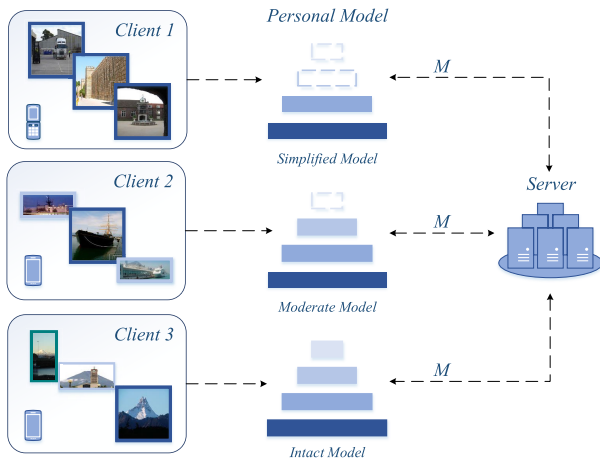 Client 1
Personal Model
M
Simplified Model
Client 2
Server
M
Moderate Model
Client 3
M
Intact Model